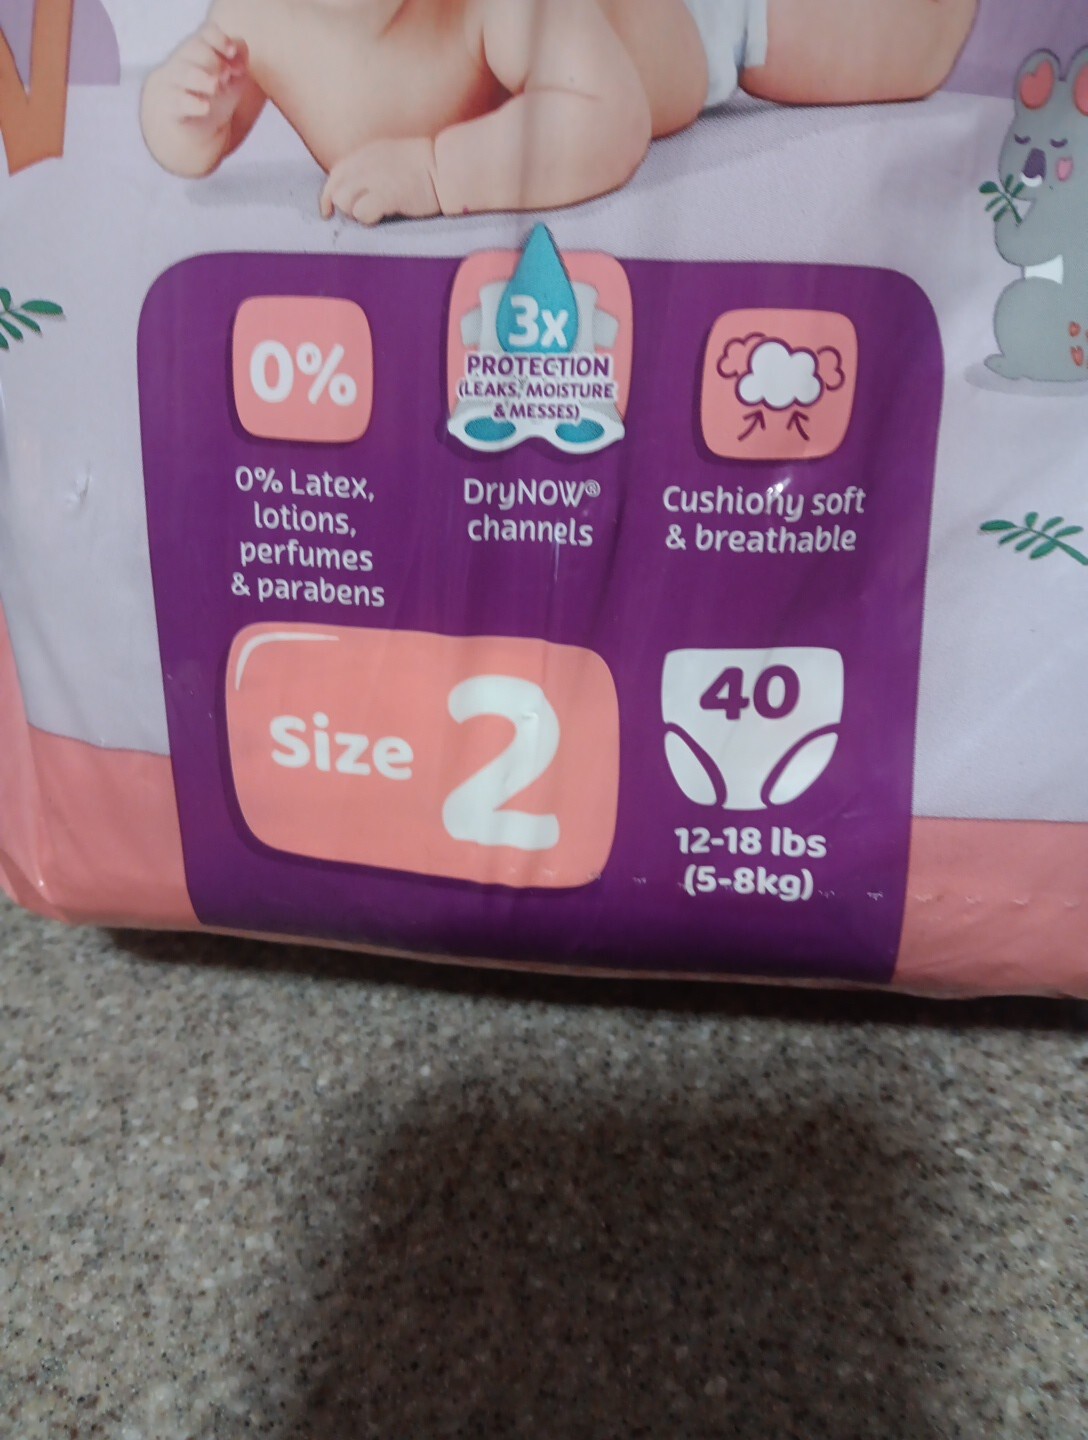 0%
3x
PROTECTION
(LEAKS, MOISTURE
& MESSES)
0% Latex,
lotions,
perfumes
& parabens
DryNOW®
channels
Cushiony soft
& breathable
Size 2
40
12-18 lbs
(5-8kg)